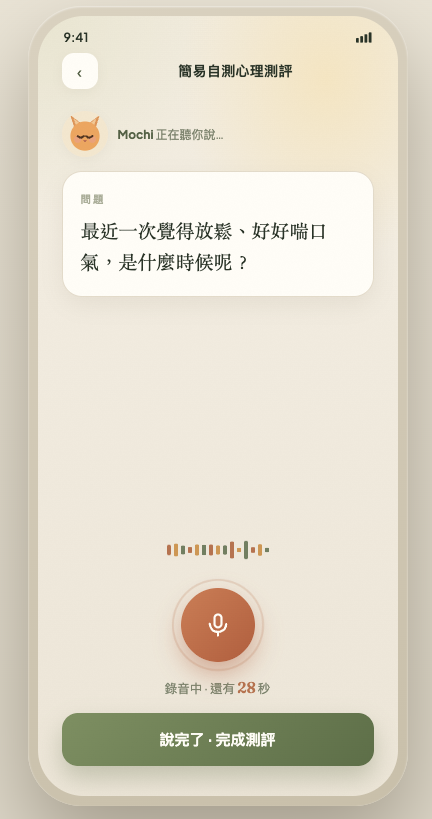 9:41
‹
簡易自測心理測評
Mochi 正在聽你說…
問題
最近一次覺得放鬆、好好喘口
氣，是什麼時候呢？
錄音中 · 還有 28 秒
說完了 · 完成測評